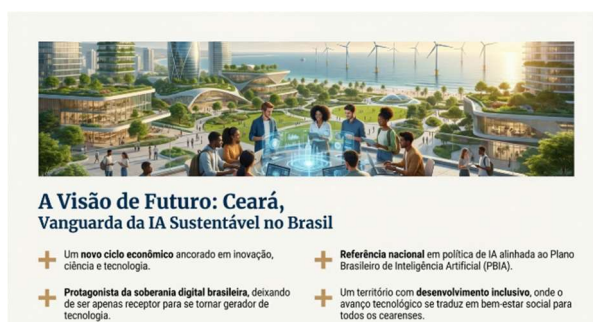 A Visão de Futuro: Ceará,
Vanguarda da IA Sustentável no Brasil
Um novo ciclo econômico ancorado em inovação,
ciência e tecnologia.
Protagonista da soberania digital brasileira, deixando
de ser apenas receptor para se tornar gerador de
tecnologia.
Referência nacional em política de IA alinhada ao Plano
Brasileiro de Inteligência Artificial (PBIA).
Um território com desenvolvimento inclusivo, onde o
avanço tecnológico se traduz em bem-estar social para
todos os cearenses.